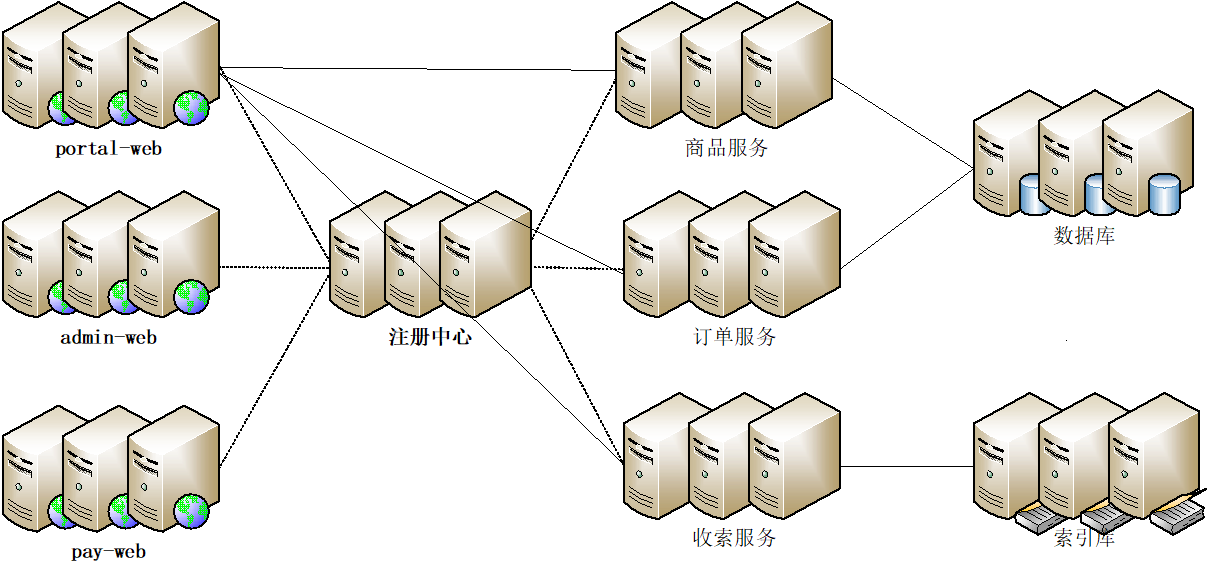 portal-web
商品服务
数据库
admin-web
注册中心
订单服务
pay-web
收索服务
索引库